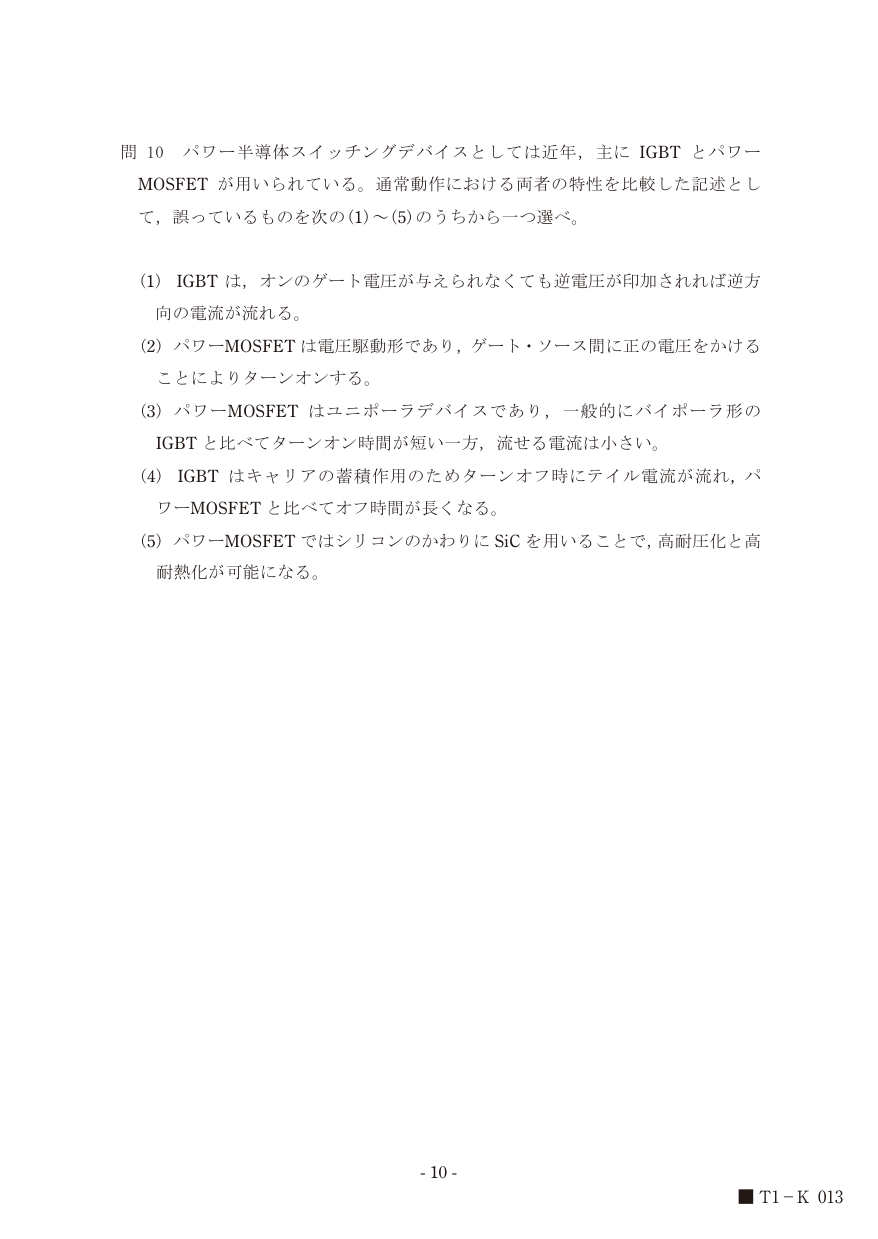 問 10　パワー半導体スイッチングデバイスとしては近年，主に IGBT とパワー
MOSFET が用いられている。通常動作における両者の特性を比較した記述とし
て，誤っているものを次の(1)～(5)のうちから一つ選べ。
(1) IGBT は，オンのゲート電圧が与えられなくても逆電圧が印加されれば逆方
向の電流が流れる。
(2) パワーMOSFET は電圧駆動形であり，ゲート・ソース間に正の電圧をかける
ことによりターンオンする。
(3) パワーMOSFET はユニポーラデバイスであり，一般的にバイポーラ形の
IGBT と比べてターンオン時間が短い一方，流せる電流は小さい。
(4) IGBT はキャリアの蓄積作用のためターンオフ時にテイル電流が流れ，パ
ワーMOSFET と比べてオフ時間が長くなる。
(5) パワーMOSFET ではシリコンのかわりに SiC を用いることで，高耐圧化と高
耐熱化が可能になる。
- 10 -
■ T1－K 013